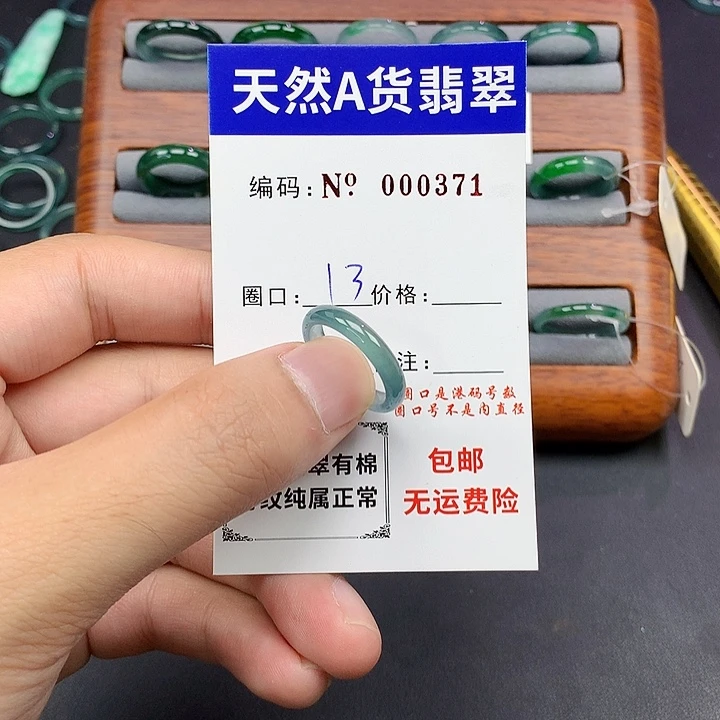 天然A货翡翠
编码：Nº 000371
圈口：13 价格：
注：
圈口是港码号数
圈口号不是内直径
翠有棉
纹纯属正常
包邮
无运费险